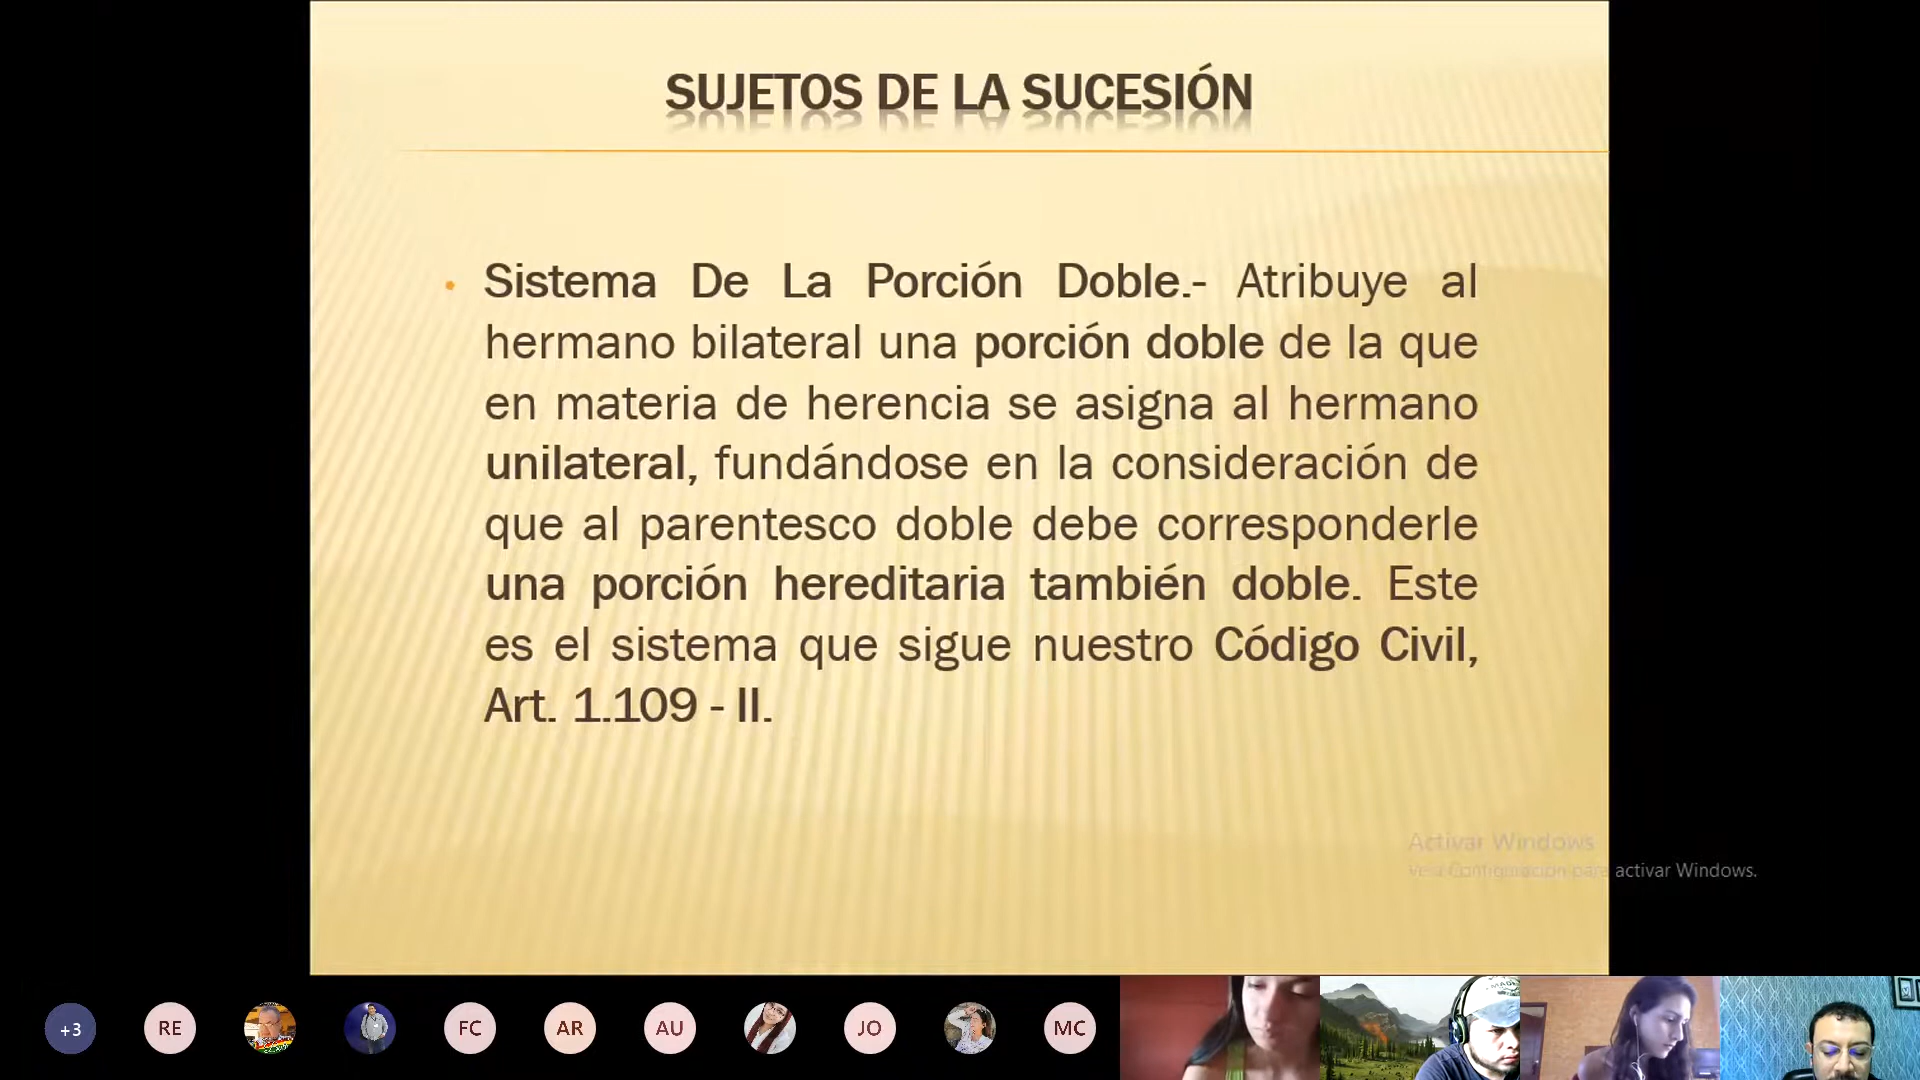 SUJETOS DE LA SUCESIÓN
• Sistema De La Porción Doble.- Atribuye al
hermano bilateral una porción doble de la que
en materia de herencia se asigna al hermano
unilateral, fundándose en la consideración de
que al parentesco doble debe corresponderle
una porción hereditaria también doble. Este
es el sistema que sigue nuestro Código Civil,
Art. 1.109 - II.
Activar Windows
Ve a Configuración para activar Windows.
+3 RE FC AR AU JO MC